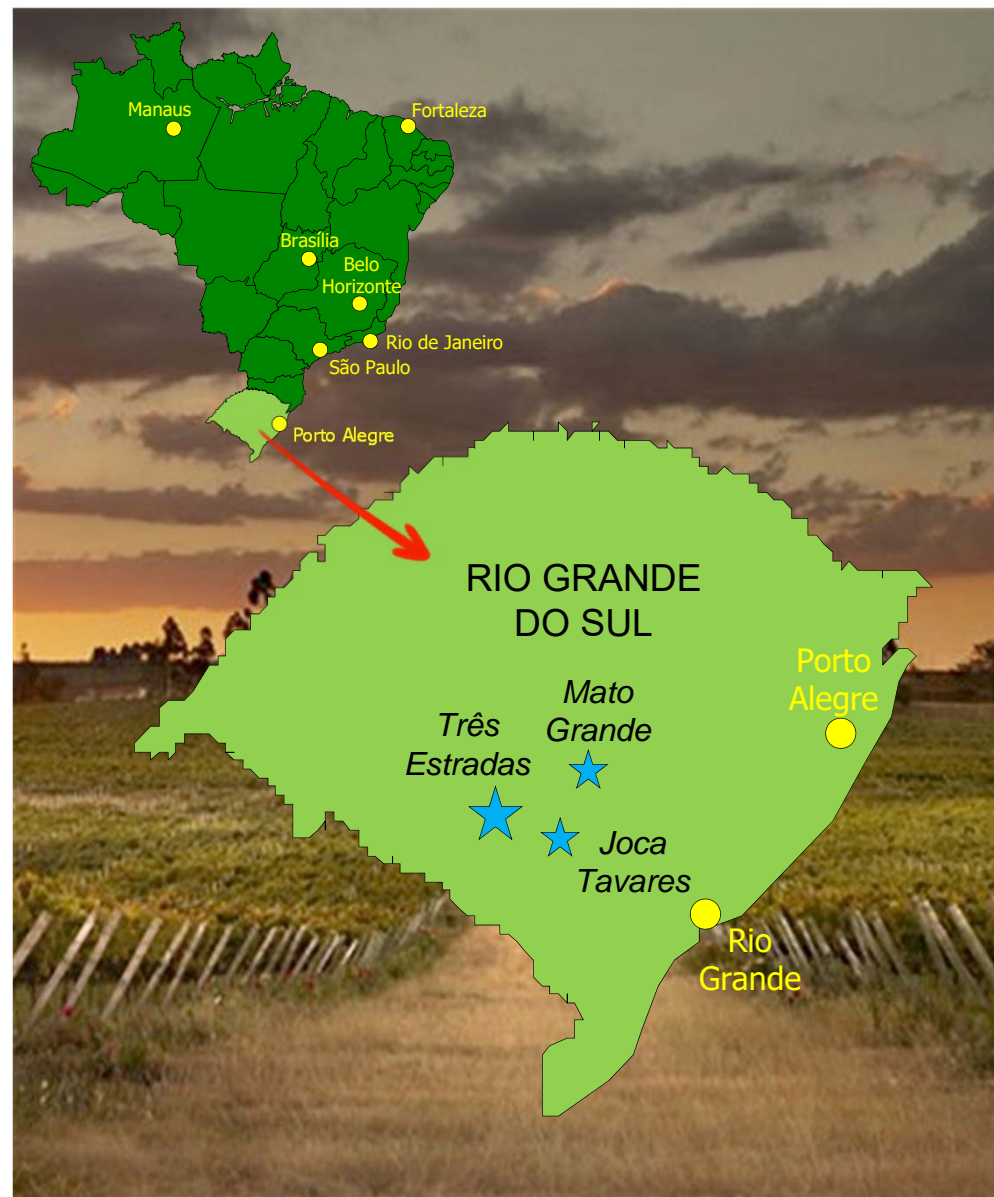 Manaus
Fortaleza
Brasília
Belo
Horizonte
Rio de Janeiro
São Paulo
Porto Alegre
RIO GRANDE
DO SUL
Porto
Alegre
Mato
Grande
Três
Estradas
Joca
Tavares
Rio
Grande